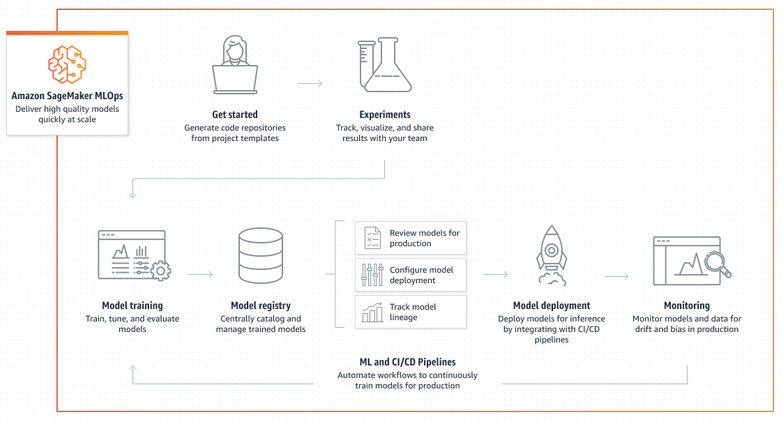 Amazon SageMaker MLOps
Deliver high quality models
quickly at scale
Get started
Generate code repositories
from project templates
Experiments
Track, visualize, and share
results with your team
Model training
Train, tune, and evaluate
models
Model registry
Centrally catalog and
manage trained models
Review models for
production
Configure model
deployment
Track model
lineage
Model deployment
Deploy models for inference
by integrating with CI/CD
pipelines
Monitoring
Monitor models and data for
drift and bias in production
ML and CI/CD Pipelines
Automate workflows to continuously
train models for production